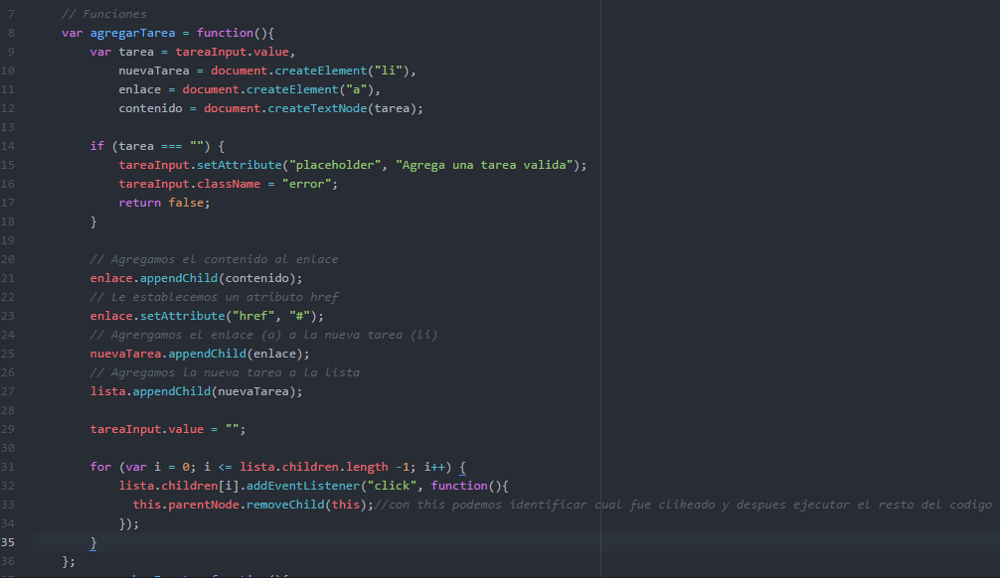 7 // Funciones
8 var agregarTarea = function(){
9 var tarea = tareaInput.value,
10 nuevaTarea = document.createElement("li"),
11 enlace = document.createElement("a"),
12 contenido = document.createTextNode(tarea);
13
14 if (tarea === "") {
15 tareaInput.setAttribute("placeholder", "Agrega una tarea valida");
16 tareaInput.className = "error";
17 return false;
18 }
19
20 // Agregamos el contenido al enlace
21 enlace.appendChild(contenido);
22 // Le establecemos un atributo href
23 enlace.setAttribute("href", "#");
24 // Agrergamos el enlace (a) a la nueva tarea (li)
25 nuevaTarea.appendChild(enlace);
26 // Agregamos la nueva tarea a la lista
27 lista.appendChild(nuevaTarea);
28
29 tareaInput.value = "";
30
31 for (var i = 0; i <= lista.children.length -1; i++) {
32 lista.children[i].addEventListener("click", function(){
33 this.parentNode.removeChild(this);//con this podemos identificar cual fue clikeado y despues ejecutar el resto del codigo
34 });
35 }
36 };